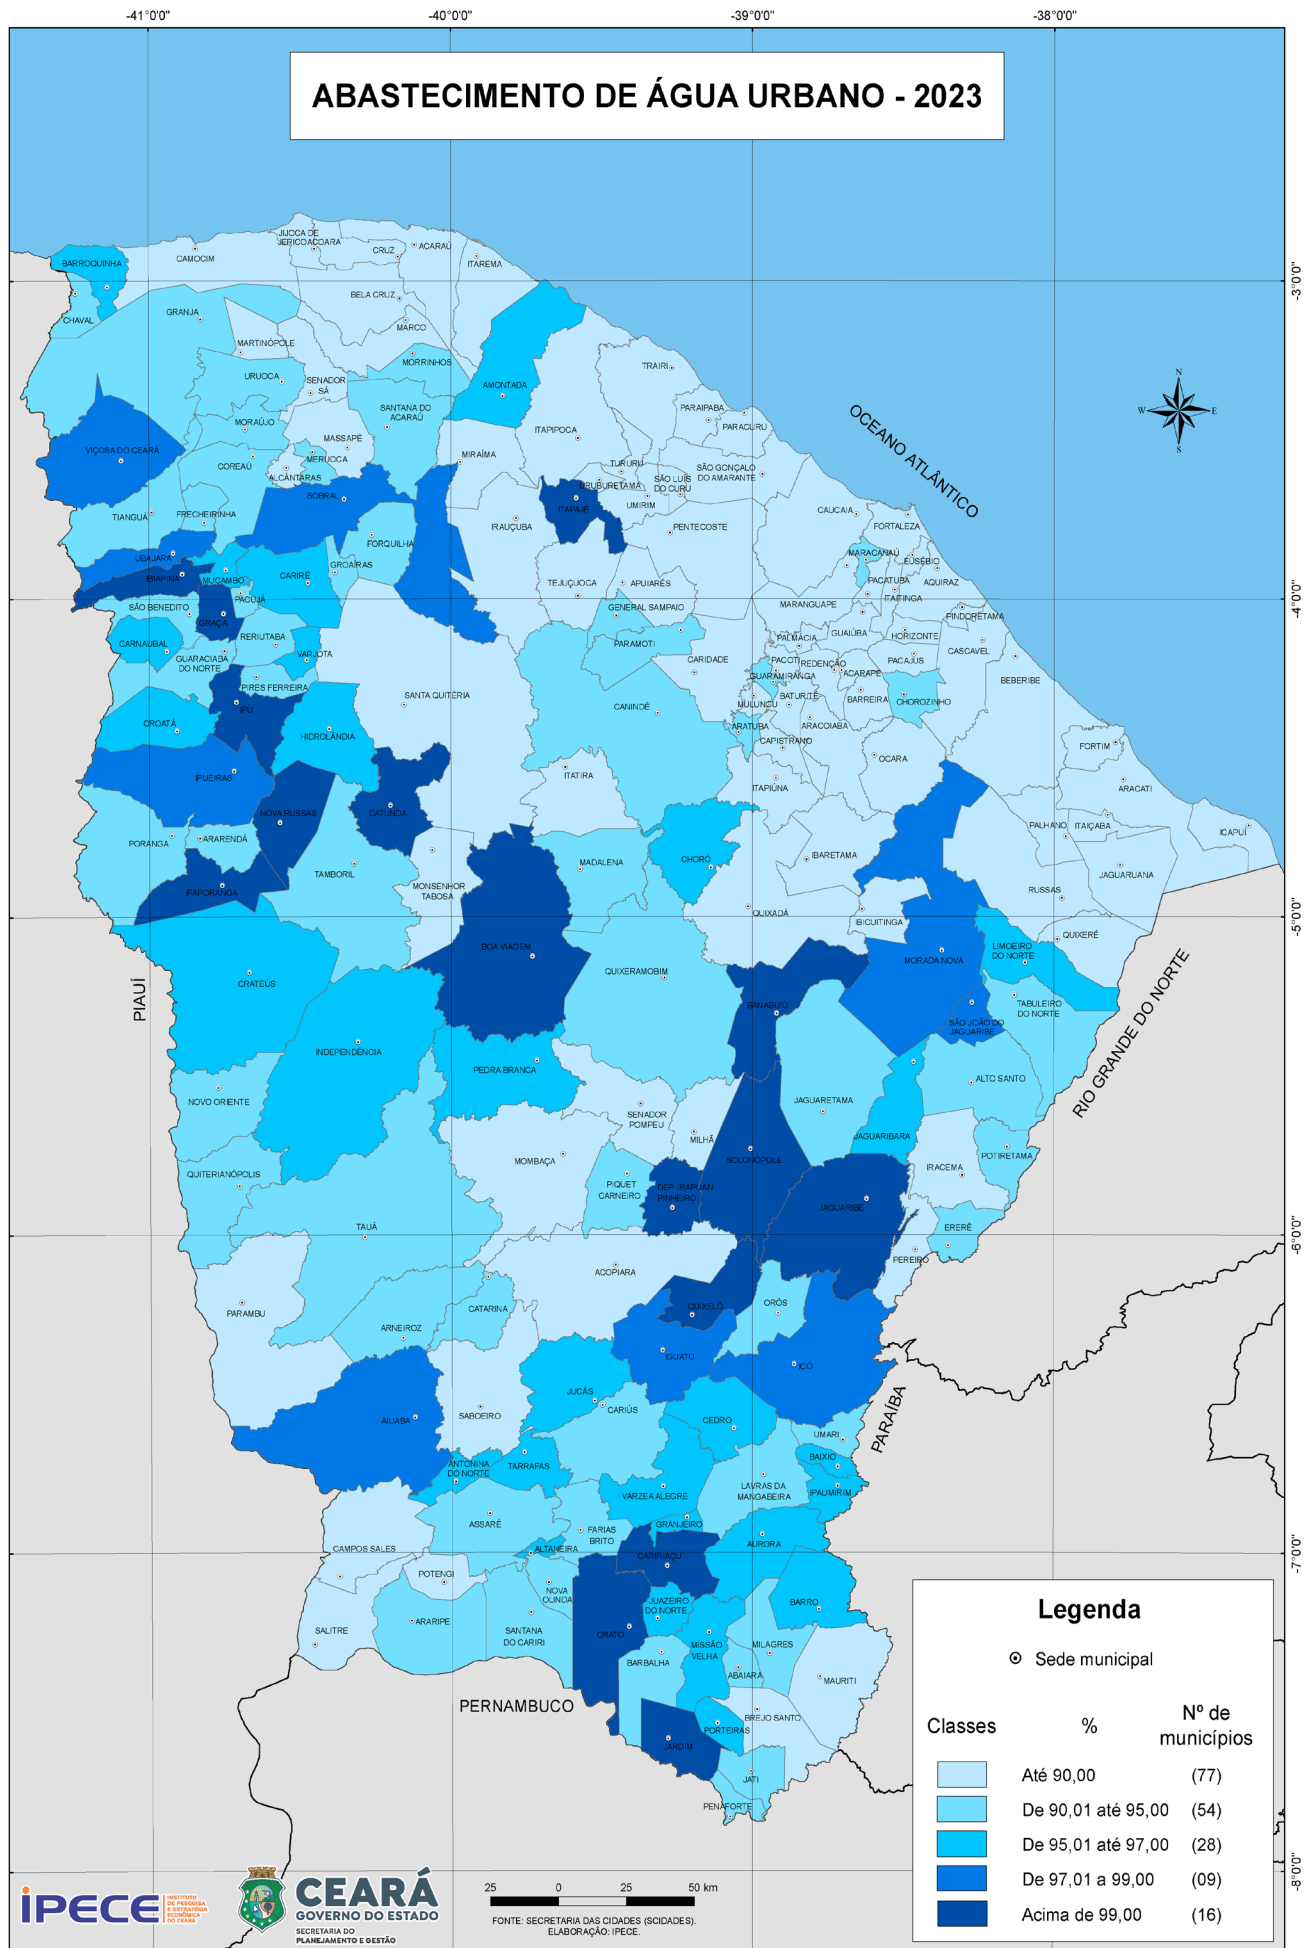 -41°0'0"
-40°0'0"
-39°0'0"
-38°0'0"
ABASTECIMENTO DE ÁGUA URBANO - 2023
JIJOCA DE
JERICOACOARA
CRUZ
ACARAÚ
CAMOCIM
ITAREMA
BARROQUINHA
-3°0'0"
BELA CRUZ
CHAVAL
GRANJA
MARCO
MARTINÓPOLE
MORRINHOS
TRAIRI
URUOCA
SENADOR
SÁ
AMONTADA
N
W
E
S
SANTANA DO
ACARAÚ
PARAIPABA
PARACURU
OCEANO ATLÂNTICO
MORAÚJO
ITAPIPOCA
MASSAPÊ
VIÇOSA DO CEARÁ
MERUOCA
MIRAÍMA
COREAÚ
ALCÂNTARAS
TURURU
URUBURETAMA
SÃO LUÍS
DO CURU
SÃO GONÇALO
DO AMARANTE
SOBRAL
ITAPAJÉ
UMIRIM
TIANGUÁ
FRECHEIRINHA
IRAUÇUBA
PENTECOSTE
CAUCAIA
FORTALEZA
FORQUILHA
UBAJARA
MARACANAÚ
EUSÉBIO
GROAÍRAS
IBIAPINA
MUCAMBO
CARIRÉ
TEJUÇUOCA
APUIARÉS
PACATUBA
AQUIRAZ
ITAITINGA
PACUJÁ
-4°0'0"
SÃO BENEDITO
GENERAL SAMPAIO
MARANGUAPE
PINDORETAMA
GRAÇA
GUAIÚBA
HORIZONTE
CARNAUBAL
RERIUTABA
PARAMOTI
PALMÁCIA
CASCAVEL
VARJOTA
GUARACIABA
DO NORTE
CARIDADE
PACOTI
REDENÇÃO
PACAJUS
GUARAMIRANGA
ACARAPE
BEBERIBE
PIRES FERREIRA
SANTA QUITÉRIA
BATURITÉ
BARREIRA
CHOROZINHO
MULUNGU
IPU
CANINDÉ
CROATÁ
ARATUBA
ARACOIABA
HIDROLÂNDIA
CAPISTRANO
FORTIM
OCARA
IPUEIRAS
ITATIRA
ITAPIÚNA
ARACATI
NOVA RUSSAS
CATUNDA
PALHANO
ITAIÇABA
ICAPUÍ
PORANGA
ARARENDÁ
IBARETAMA
CHORÓ
MADALENA
TAMBORIL
JAGUARUANA
IPAPORANGA
MONSENHOR
TABOSA
RUSSAS
QUIXADÁ
IBICUITINGA
-5°0'0"
QUIXERÉ
BOA VIAGEM
LIMOEIRO
DO NORTE
MORADA NOVA
CRATEÚS
QUIXERAMOBIM
PIAUÍ
BANABUIÚ
TABULEIRO
DO NORTE
SÃO JOÃO DO
JAGUARIBE
RIO GRANDE DO NORTE
INDEPENDÊNCIA
PEDRA BRANCA
ALTO SANTO
NOVO ORIENTE
JAGUARETAMA
SENADOR
POMPEU
MILHÃ
JAGUARIBARA
POTIRETAMA
MOMBAÇA
SOLONÓPOLE
IRACEMA
QUITERIANÓPOLIS
PIQUET
CARNEIRO
DEP. IRAPUAN
PINHEIRO
JAGUARIBE
TAUÁ
ERERÊ
-6°0'0"
PEREIRO
ACOPIARA
PARAMBU
CATARINA
QUIXELÔ
ORÓS
ARNEIROZ
IGUATU
ICÓ
JUCÁS
CARIÚS
PARAÍBA
AIUABA
SABOEIRO
CEDRO
UMARI
BAIXIO
ANTONINA
DO NORTE
TARRAFAS
LAVRAS DA
MANGABEIRA
IPAUMIRIM
VÁRZEA ALEGRE
ASSARÉ
GRANJEIRO
FARIAS
BRITO
AURORA
CAMPOS SALES
ALTANEIRA
CARIRIAÇU
-7°0'0"
POTENGI
NOVA
OLINDA
JUAZEIRO
DO NORTE
BARRO
ARARIPE
SALITRE
SANTANA
DO CARIRI
CRATO
MISSÃO
VELHA
MILAGRES
BARBALHA
ABAIARA
MAURITI
PERNAMBUCO
BREJO SANTO
PORTEIRAS
JARDIM
JATI
PENAFORTE
-8°0'0"
Legenda
Sede municipal
Classes % Nº de
municípios
Até 90,00 (77)
De 90,01 até 95,00 (54)
De 95,01 até 97,00 (28)
De 97,01 a 99,00 (09)
Acima de 99,00 (16)
IPECE
INSTITUTO
DE PESQUISA
E ESTRATÉGIA
ECONÔMICA
DO CEARÁ
CEARÁ
GOVERNO DO ESTADO
SECRETARIA DO
PLANEJAMENTO E GESTÃO
25 0 25 50 km
FONTE: SECRETARIA DAS CIDADES (SCIDADES).
ELABORAÇÃO: IPECE.